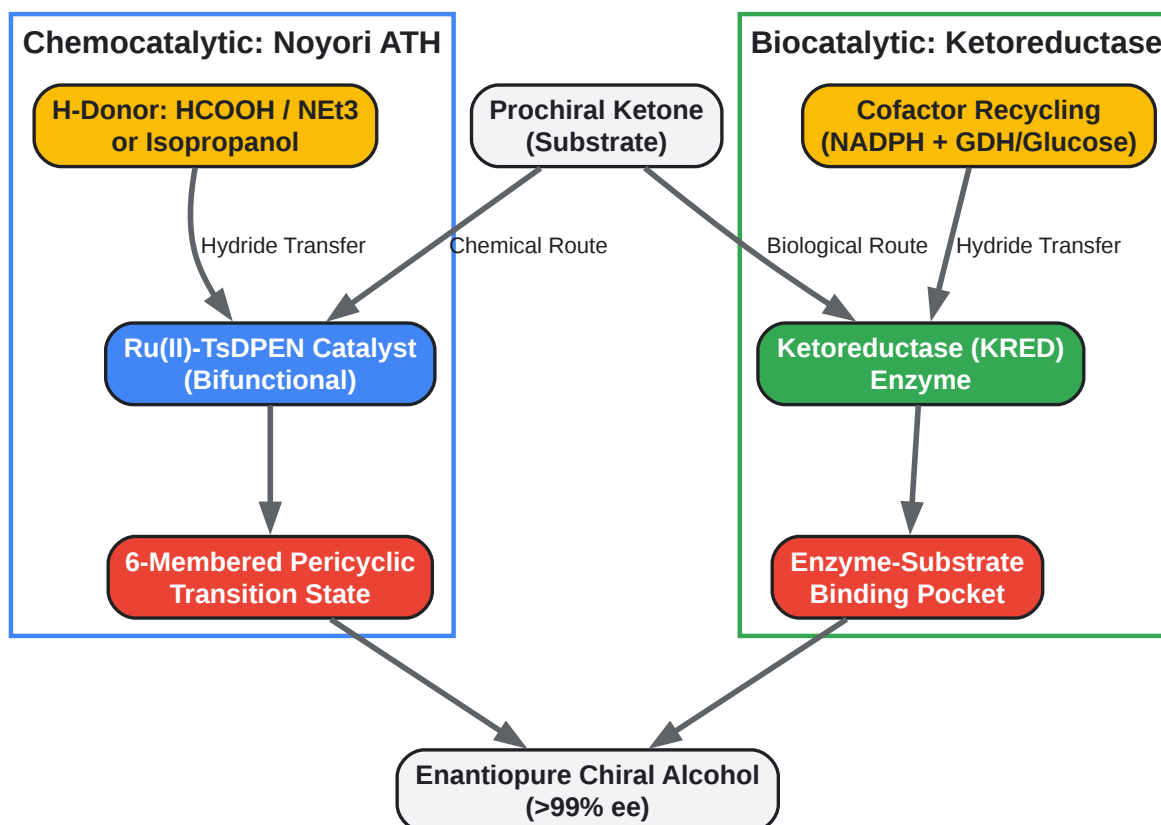 Chemocatalytic: Noyori ATH
Biocatalytic: Ketoreductase
H-Donor: HCOOH / NEt3
or Isopropanol
Prochiral Ketone
(Substrate)
Cofactor Recycling
(NADPH + GDH/Glucose)
Hydride Transfer
Chemical Route
Biological Route
Hydride Transfer
Ru(II)-TsDPEN Catalyst
(Bifunctional)
Ketoreductase (KRED)
Enzyme
6-Membered Pericyclic
Transition State
Enzyme-Substrate
Binding Pocket
Enantiopure Chiral Alcohol
(>99% ee)